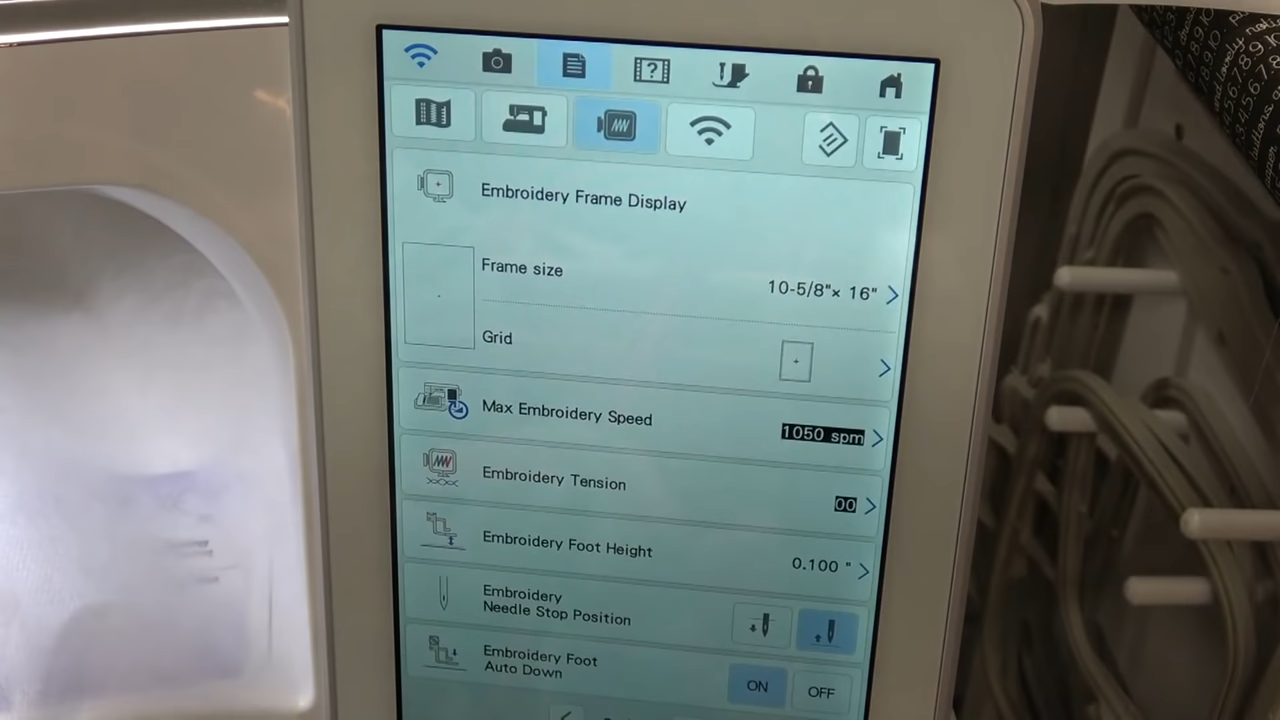 Embroidery Frame Display
Frame size
10-5/8"× 16"
Grid
Max Embroidery Speed
1050 spm
Embroidery Tension
00
Embroidery Foot Height
0.100 "
Embroidery
Needle Stop Position
Embroidery Foot
Auto Down
ON
OFF